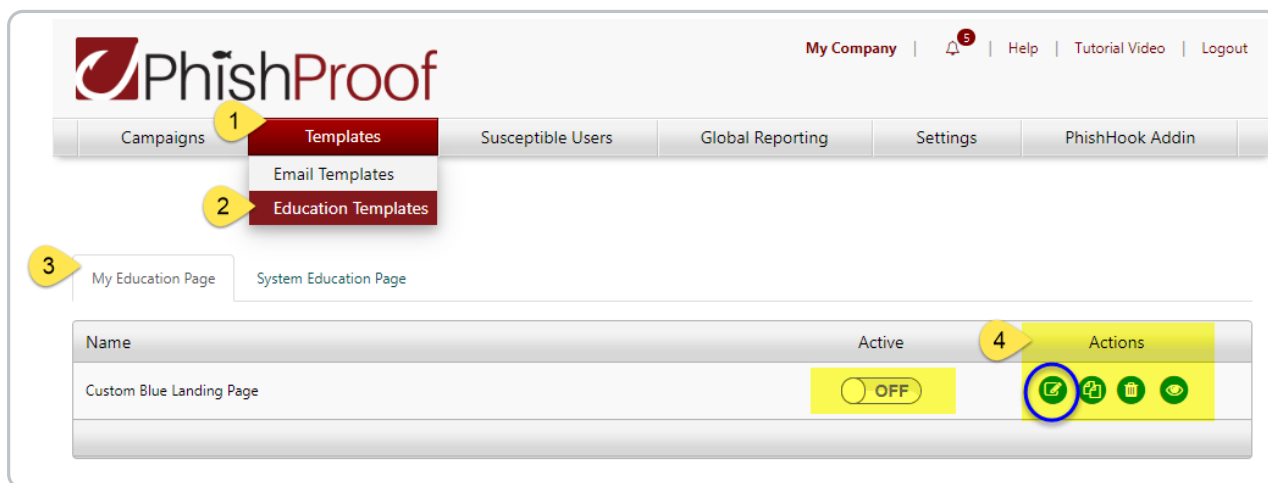 PhishProof
My Company | 5 | Help | Tutorial Video | Logout
1
Campaigns Templates Susceptible Users Global Reporting Settings PhishHook Addin
Email Templates
2 Education Templates
3 My Education Page System Education Page
Name Active 4 Actions
Custom Blue Landing Page OFF